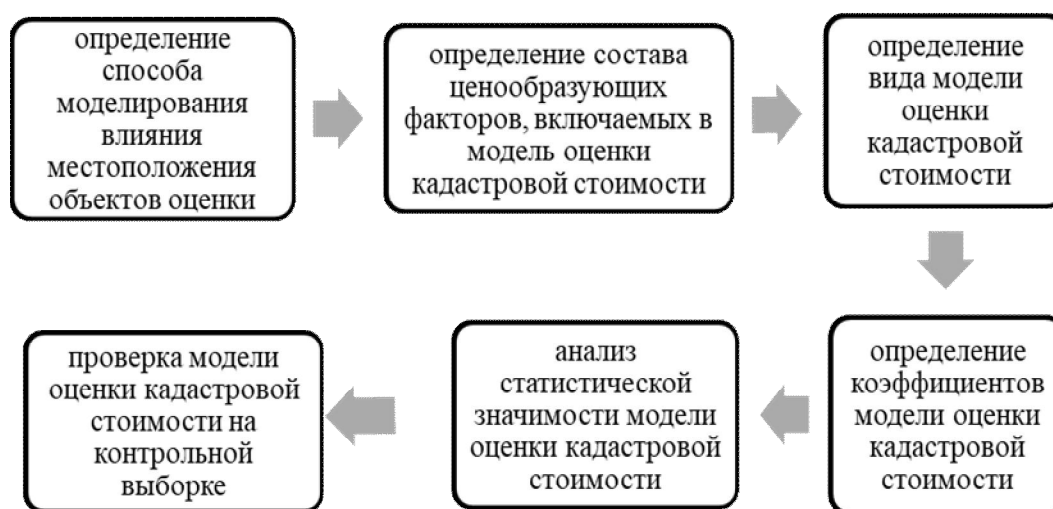 определение
способа
моделирования
влияния
местоположения
объектов оценки
определение состава
ценообразующих
факторов, включаемых в
модель оценки
кадастровой стоимости
определение
вида модели
оценки
кадастровой
стоимости
определение
коэффициентов
модели оценки
кадастровой
стоимости
анализ
статистической
значимости модели
оценки кадастровой
стоимости
проверка модели
оценки кадастровой
стоимости на
контрольной
выборке